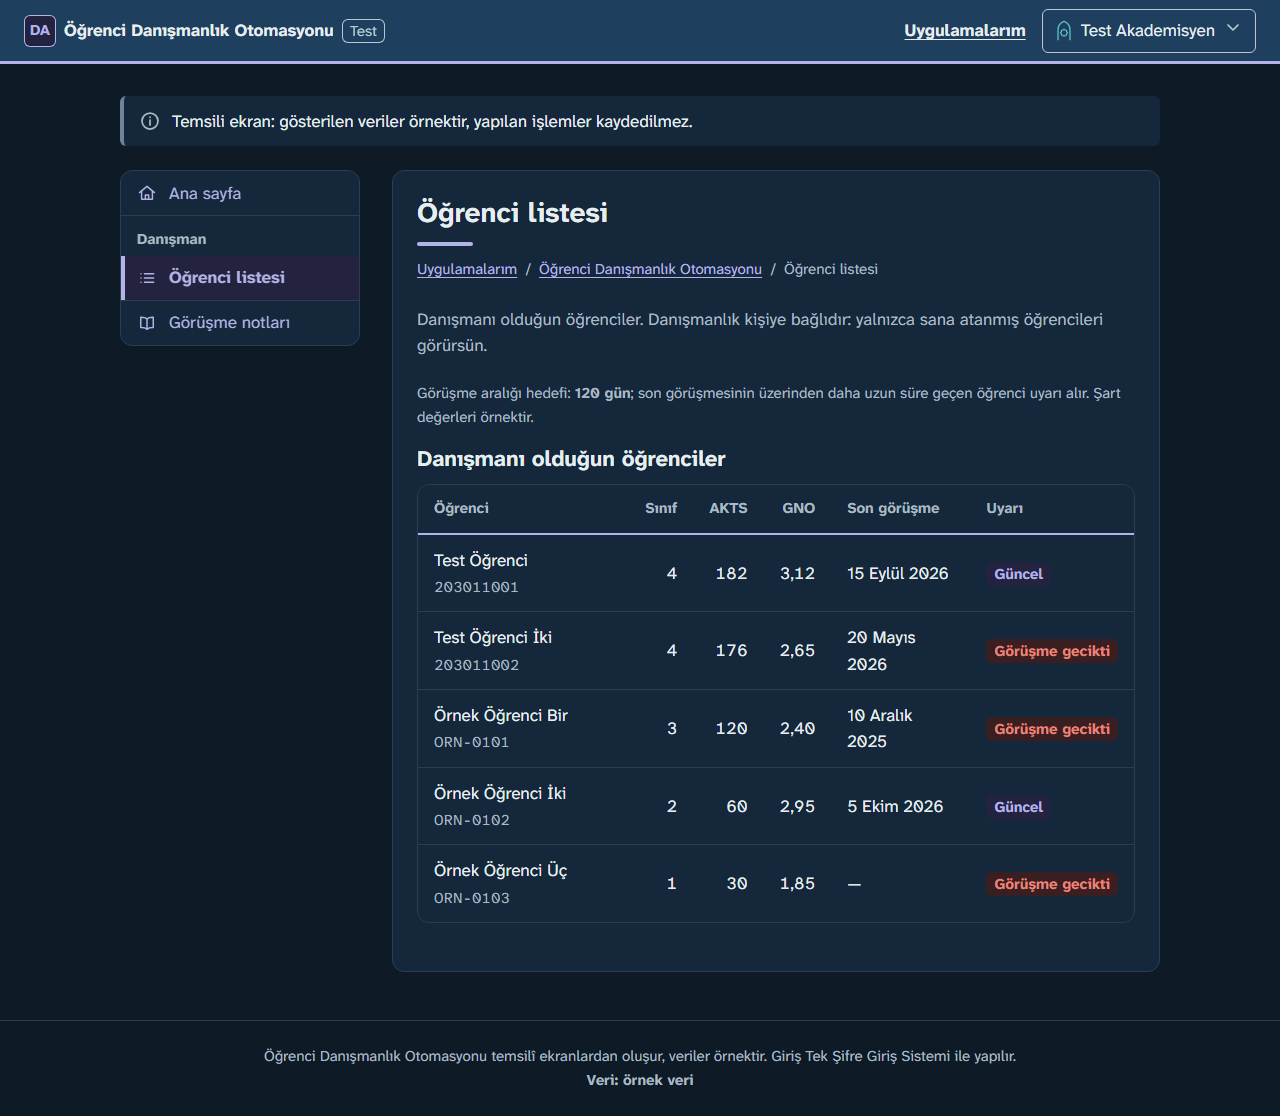 DA Öğrenci Danışmanlık Otomasyonu Test
Uygulamalarım Test Akademisyen
Temsili ekran: gösterilen veriler örnektir, yapılan işlemler kaydedilmez.
Ana sayfa
Danışman
Öğrenci listesi
Görüşme notları
Öğrenci listesi
Uygulamalarım / Öğrenci Danışmanlık Otomasyonu / Öğrenci listesi
Danışmanı olduğun öğrenciler. Danışmanlık kişiye bağlıdır: yalnızca sana atanmış öğrencileri
görürsün.
Görüşme aralığı hedefi: 120 gün; son görüşmesinin üzerinden daha uzun süre geçen öğrenci uyarı alır. Şart
değerleri örnektir.
Danışmanı olduğun öğrenciler
Öğrenci Sınıf AKTS GNO Son görüşme Uyarı
Test Öğrenci
203011001
4 182 3,12 15 Eylül 2026 Güncel
Test Öğrenci İki
203011002
4 176 2,65 20 Mayıs
2026
Görüşme gecikti
Örnek Öğrenci Bir
ORN-0101
3 120 2,40 10 Aralık
2025
Görüşme gecikti
Örnek Öğrenci İki
ORN-0102
2 60 2,95 5 Ekim 2026 Güncel
Örnek Öğrenci Üç
ORN-0103
1 30 1,85 — Görüşme gecikti
Öğrenci Danışmanlık Otomasyonu temsilî ekranlardan oluşur, veriler örnektir. Giriş Tek Şifre Giriş Sistemi ile yapılır.
Veri: örnek veri